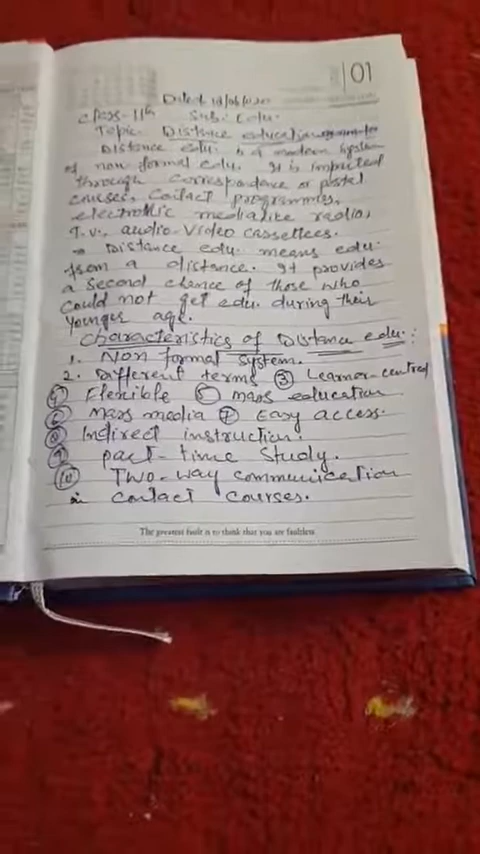 01
Dated 18/06/2020
Class-11th Sub: Edu.
Topic. Distance education
Distance edu. is a modern system
of non formal edu. It is imparted
through correspondence or postal
courses, contact programmes,
electronic media like radio,
T.V., audio-video cassettees.
→ Distance edu. means edu.
from a distance. It provides
a second chance of those who
could not get edu. during their
younger age.
Characteristics of Distance edu.:
1. Non formal system.
2. Different terms ③ Learner-centred
④ Flexible ⑤ mass education
⑥ Mass media ⑦ Easy access.
⑧ Indirect instruction.
⑨ part-time study.
⑩ Two-way communication
in contact courses.
The greatest fault is to think that you are faultless